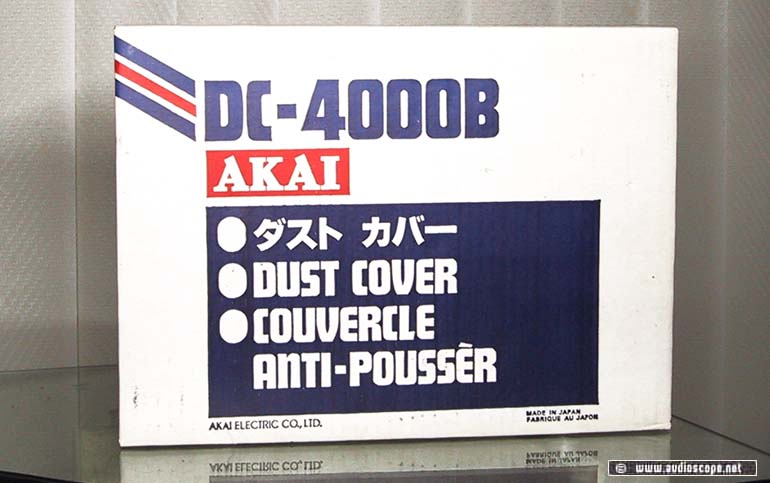 DC-4000B
AKAI
● ダスト カバー
● DUST COVER
● COUVERCLE
ANTI-POUSSÈR
AKAI ELECTRIC CO., LTD.
MADE IN JAPAN
FABRIQUE AU JAPON
© www.audioscope.net